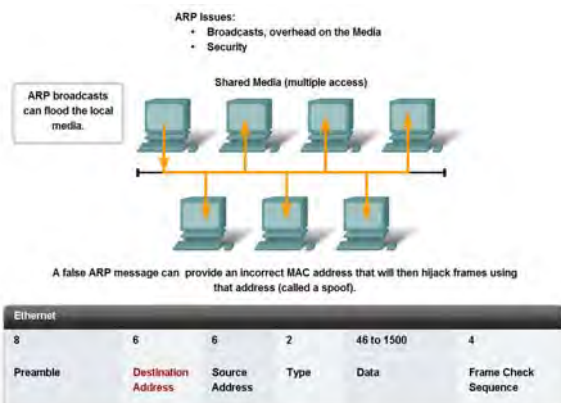 ARP Issues:
• Broadcasts, overhead on the Media
• Security
Shared Media (multiple access)
ARP broadcasts
can flood the local
media.
A false ARP message can provide an incorrect MAC address that will then hijack frames using
that address (called a spoof).
Ethernet
8 6 6 2 46 to 1500 4
Preamble Destination Source Type Data Frame Check
Address Address Sequence